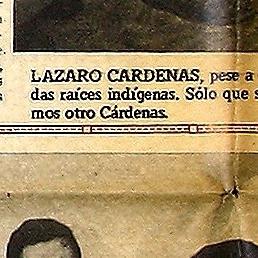 LAZARO CARDENAS, pese a
das raíces indígenas. Sólo que s
mos otro Cárdenas.